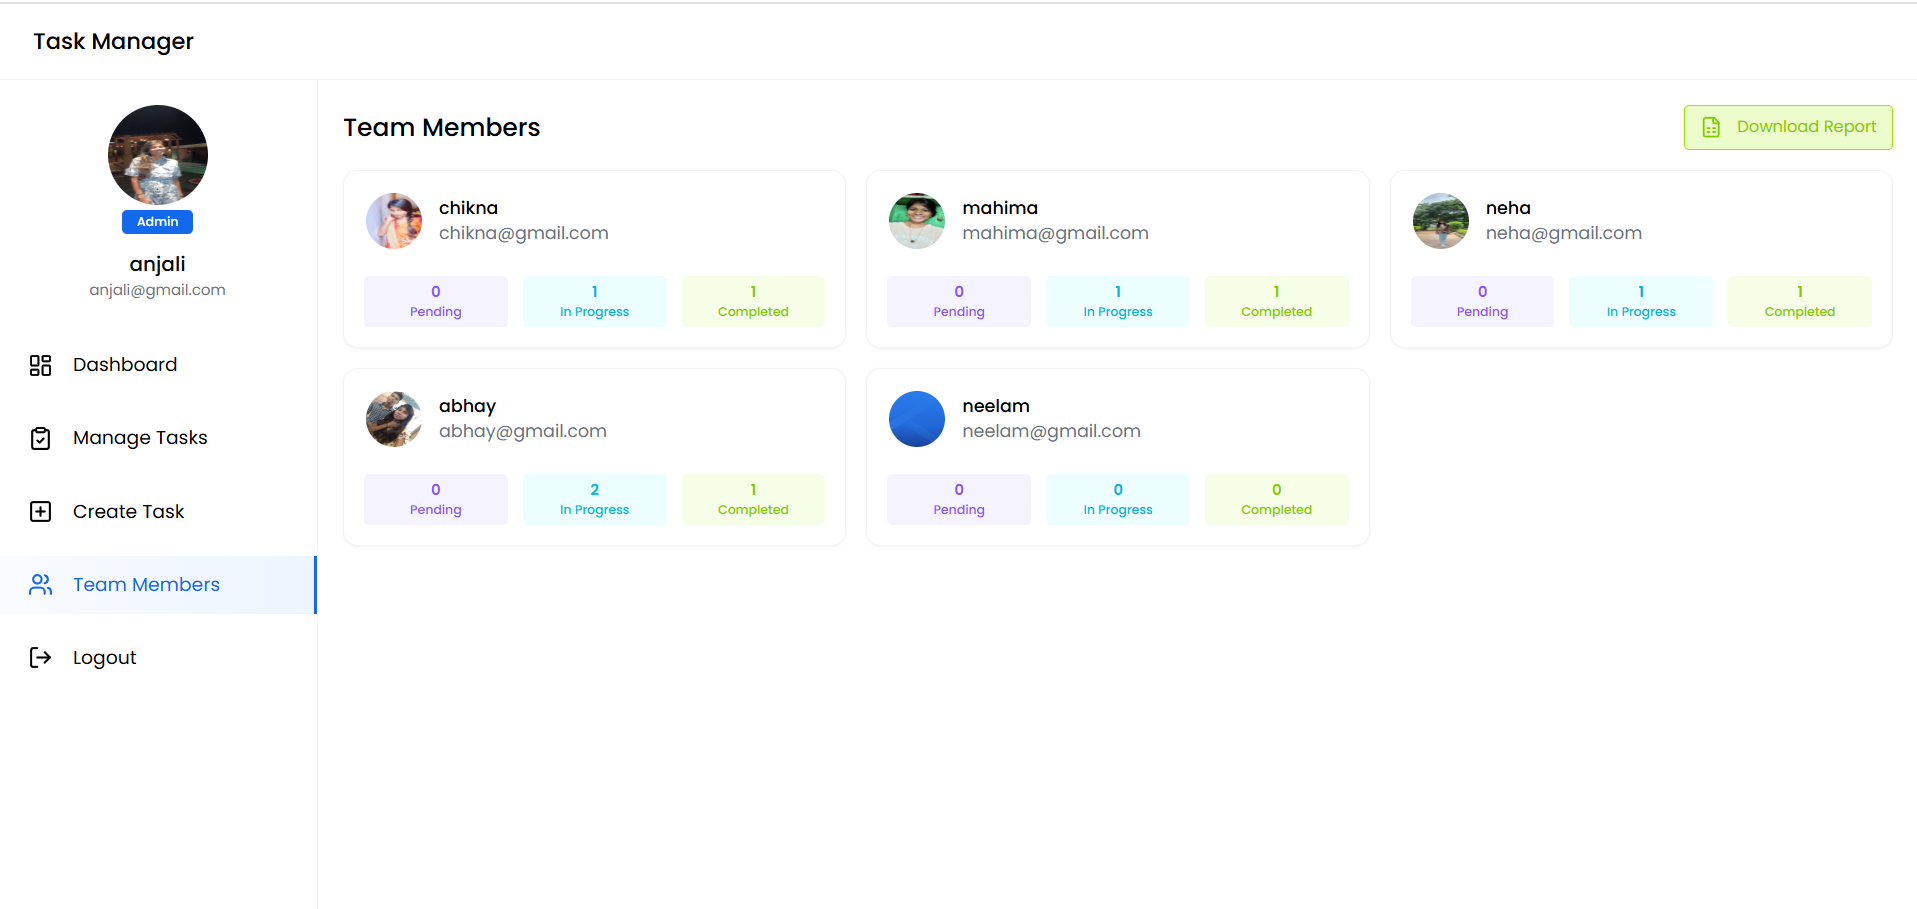 Task Manager
Admin
anjali
anjali@gmail.com
Dashboard
Manage Tasks
Create Task
Team Members
Logout
Team Members
Download Report
chikna
chikna@gmail.com
0 1 1
Pending In Progress Completed
mahima
mahima@gmail.com
0 1 1
Pending In Progress Completed
neha
neha@gmail.com
0 1 1
Pending In Progress Completed
abhay
abhay@gmail.com
0 2 1
Pending In Progress Completed
neelam
neelam@gmail.com
0 0 0
Pending In Progress Completed